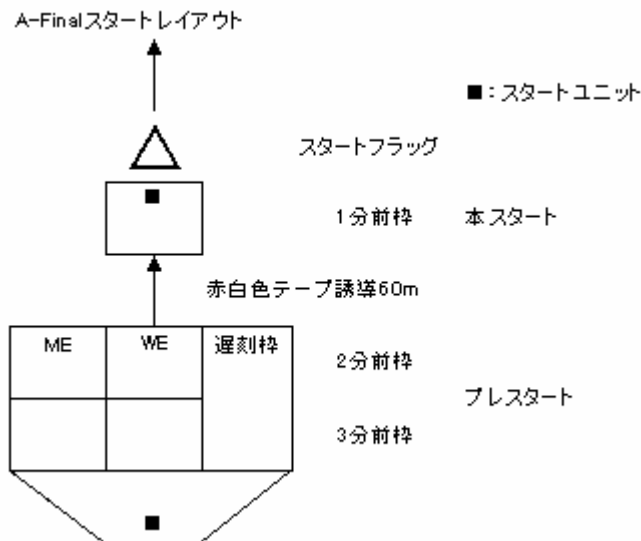 A-Finalスタートレイアウト
■：スタートユニット
スタートフラッグ
1分前枠 本スタート
赤白色テープ誘導60m
ME WE 遅刻枠
2分前枠
プレスタート
3分前枠